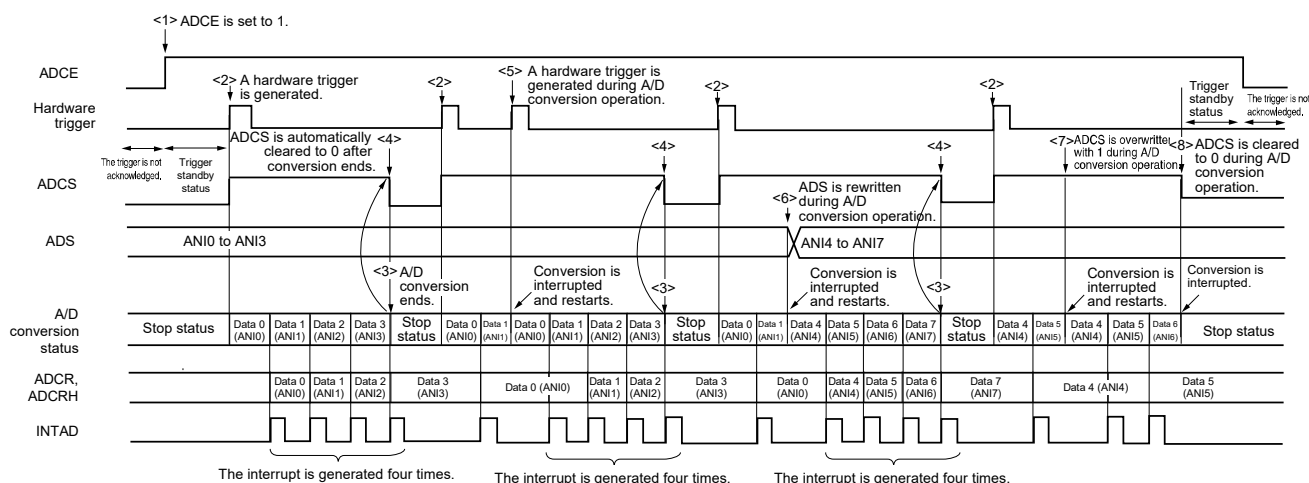 <1> ADCE is set to 1.
ADCE
<2> A hardware trigger
is generated.
<2>
<5> A hardware trigger is
generated during A/D
conversion operation.
<2>
<2>
Trigger
standby
status
The trigger is not
acknowledged.
Hardware
trigger
The trigger is not
acknowledged.
Trigger
standby
status
ADCS is automatically
cleared to 0 after
conversion ends.
<4>
<4>
<4>
<7> ADCS is overwritter
with 1 during A/D
conversion operation
<8> ADCS is cleared
to 0 during A/D
conversion
operation.
ADCS
<6> ADS is rewritten
during A/D
conversion operation.
ADS
ANI0 to ANI3
ANI4 to ANI7
<3> A/D
conversion
ends.
Conversion is
interrupted
and restarts.
<3>
Conversion is
interrupted
and restarts.
<3>
Conversion is
interrupted
and restarts.
Conversion is
interrupted.
A/D
conversion
status
Stop status
Data 0
(ANI0)
Data 1
(ANI1)
Data 2
(ANI2)
Data 3
(ANI3)
Stop
status
Data 0
(ANI0)
Data 1
(ANI1)
Data 0
(ANI0)
Data 1
(ANI1)
Data 2
(ANI2)
Data 3
(ANI3)
Stop
status
Data 0
(ANI0)
Data 1
(ANI1)
Data 4
(ANI4)
Data 5
(ANI5)
Data 6
(ANI6)
Data 7
(ANI7)
Stop
status
Data 4
(ANI4)
Data 5
(ANI5)
Data 4
(ANI4)
Data 5
(ANI5)
Data 6
(ANI6)
Stop status
ADCR,
ADCRH
Data 0
(ANI0)
Data 1
(ANI1)
Data 2
(ANI2)
Data 3
(ANI3)
Data 0 (ANI0)
Data 1
(ANI1)
Data 2
(ANI2)
Data 3
(ANI3)
Data 0
(ANI0)
Data 4
(ANI4)
Data 5
(ANI5)
Data 6
(ANI6)
Data 7
(ANI7)
Data 4 (ANI4)
Data 5
(ANI5)
INTAD
The interrupt is generated four times.
The interrupt is generated four times.
The interrupt is generated four times.